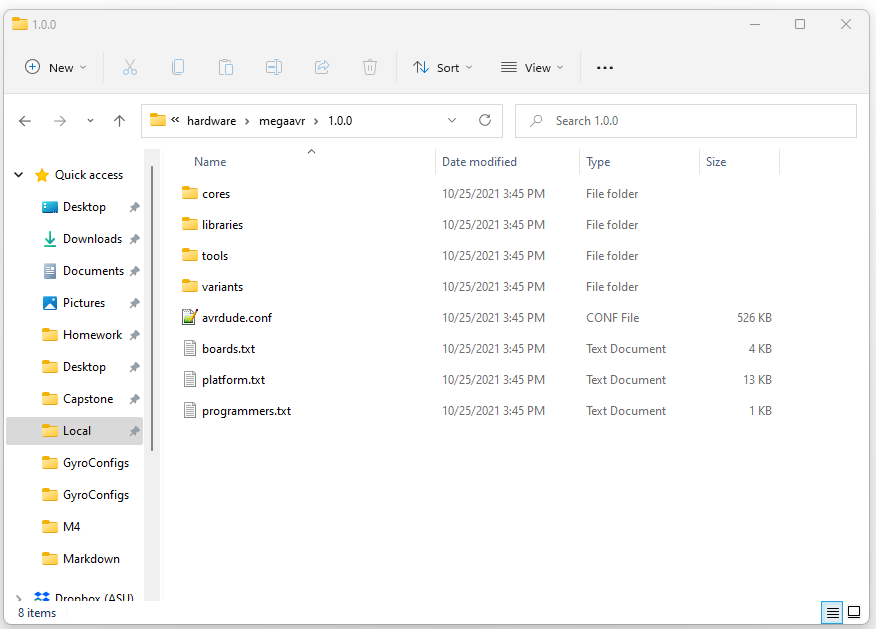 1.0.0
New
Sort
View
hardware > megaavr > 1.0.0
Search 1.0.0
Name Date modified Type Size
Quick access
Desktop
Downloads
Documents
Pictures
Homework
Desktop
Capstone
Local
GyroConfigs
GyroConfigs
M4
Markdown
Dropbox (ASU)
cores 10/25/2021 3:45 PM File folder
libraries 10/25/2021 3:45 PM File folder
tools 10/25/2021 3:45 PM File folder
variants 10/25/2021 3:45 PM File folder
avrdude.conf 10/25/2021 3:45 PM CONF File 526 KB
boards.txt 10/25/2021 3:45 PM Text Document 4 KB
platform.txt 10/25/2021 3:45 PM Text Document 13 KB
programmers.txt 10/25/2021 3:45 PM Text Document 1 KB
8 items